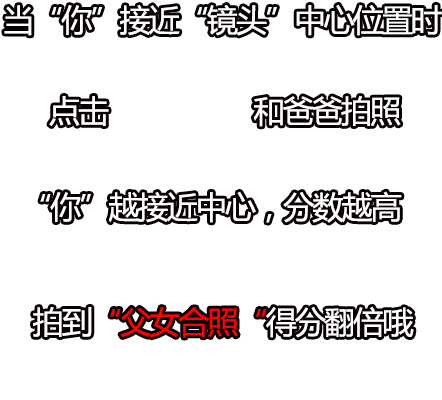 当“你”接近“镜头”中心位置时
点击 和爸爸拍照
“你”越接近中心，分数越高
拍到“父女合照“得分翻倍哦